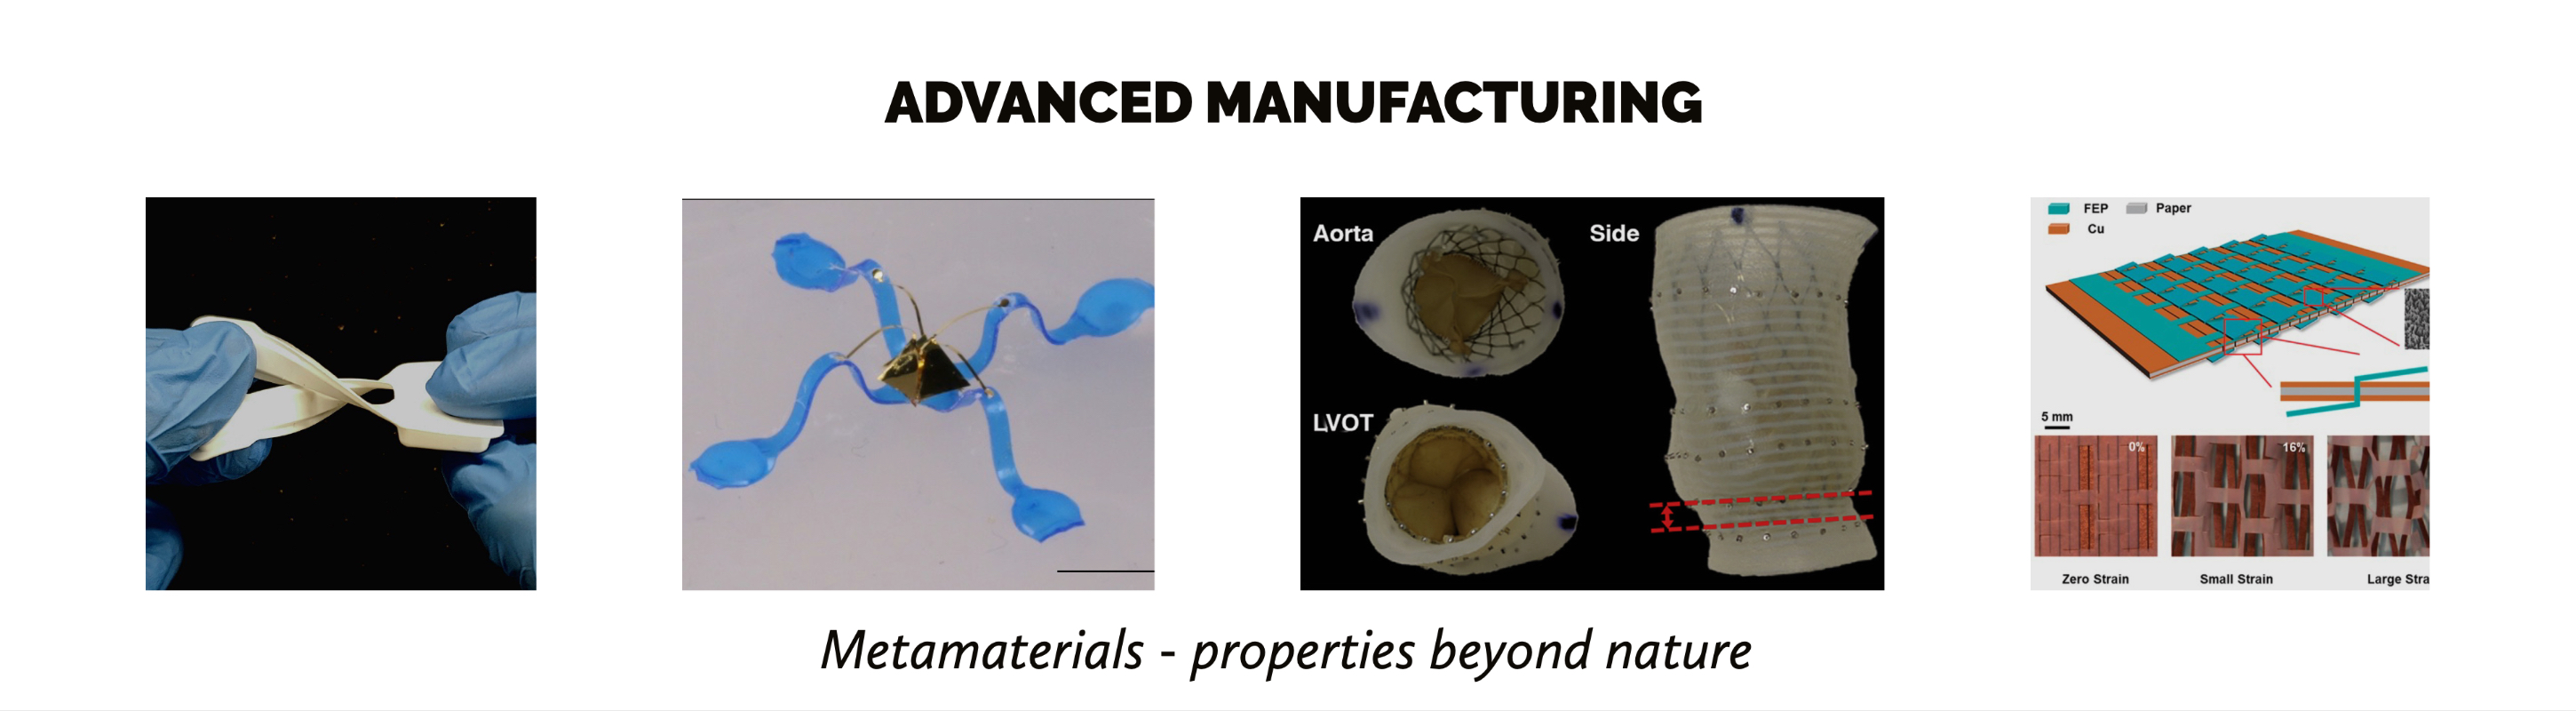 ADVANCED MANUFACTURING
Aorta
Side
LVOT
FEP
Paper
Cu
5 mm
0%
16%
Zero Strain
Small Strain
Large Stra
Metamaterials - properties beyond nature